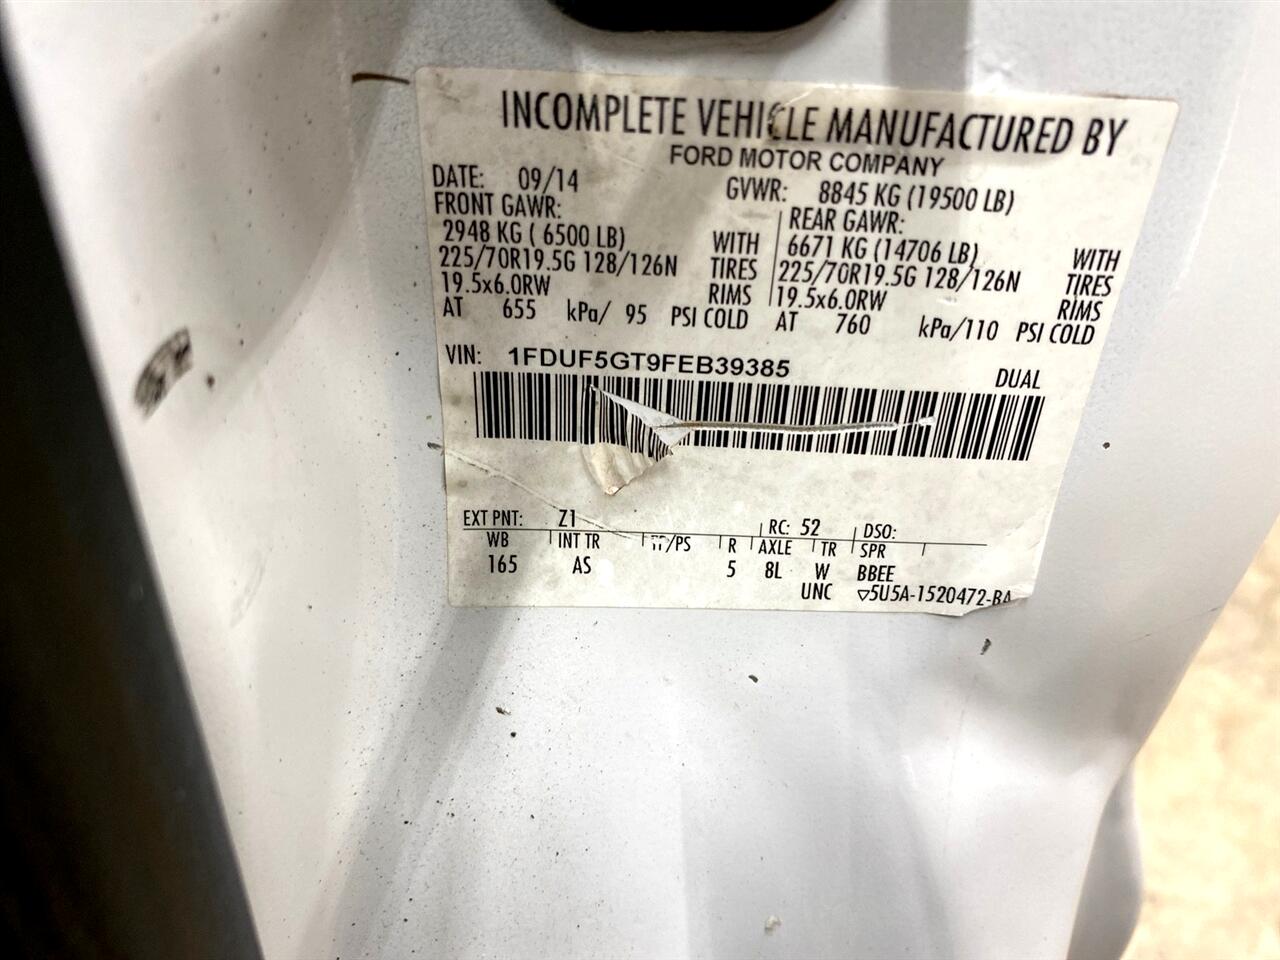 INCOMPLETE VEHICLE MANUFACTURED BY
FORD MOTOR COMPANY
DATE: 09/14 GVWR: 8845 KG (19500 LB)
FRONT GAWR: REAR GAWR:
2948 KG ( 6500 LB) WITH 6671 KG (14706 LB) WITH
225/70R19.5G 128/126N TIRES 225/70R19.5G 128/126N TIRES
19.5x6.0RW RIMS 19.5x6.0RW RIMS
AT 655 kPa/ 95 PSI COLD AT 760 kPa/110 PSI COLD
VIN: 1FDUF5GT9FEB39385
DUAL
EXT PNT: Z1 RC: 52 DSO:
WB INT TR /PS R AXLE TR SPR
165 AS 5 8L W BBEE
UNC ▽5U5A-1520472-BA